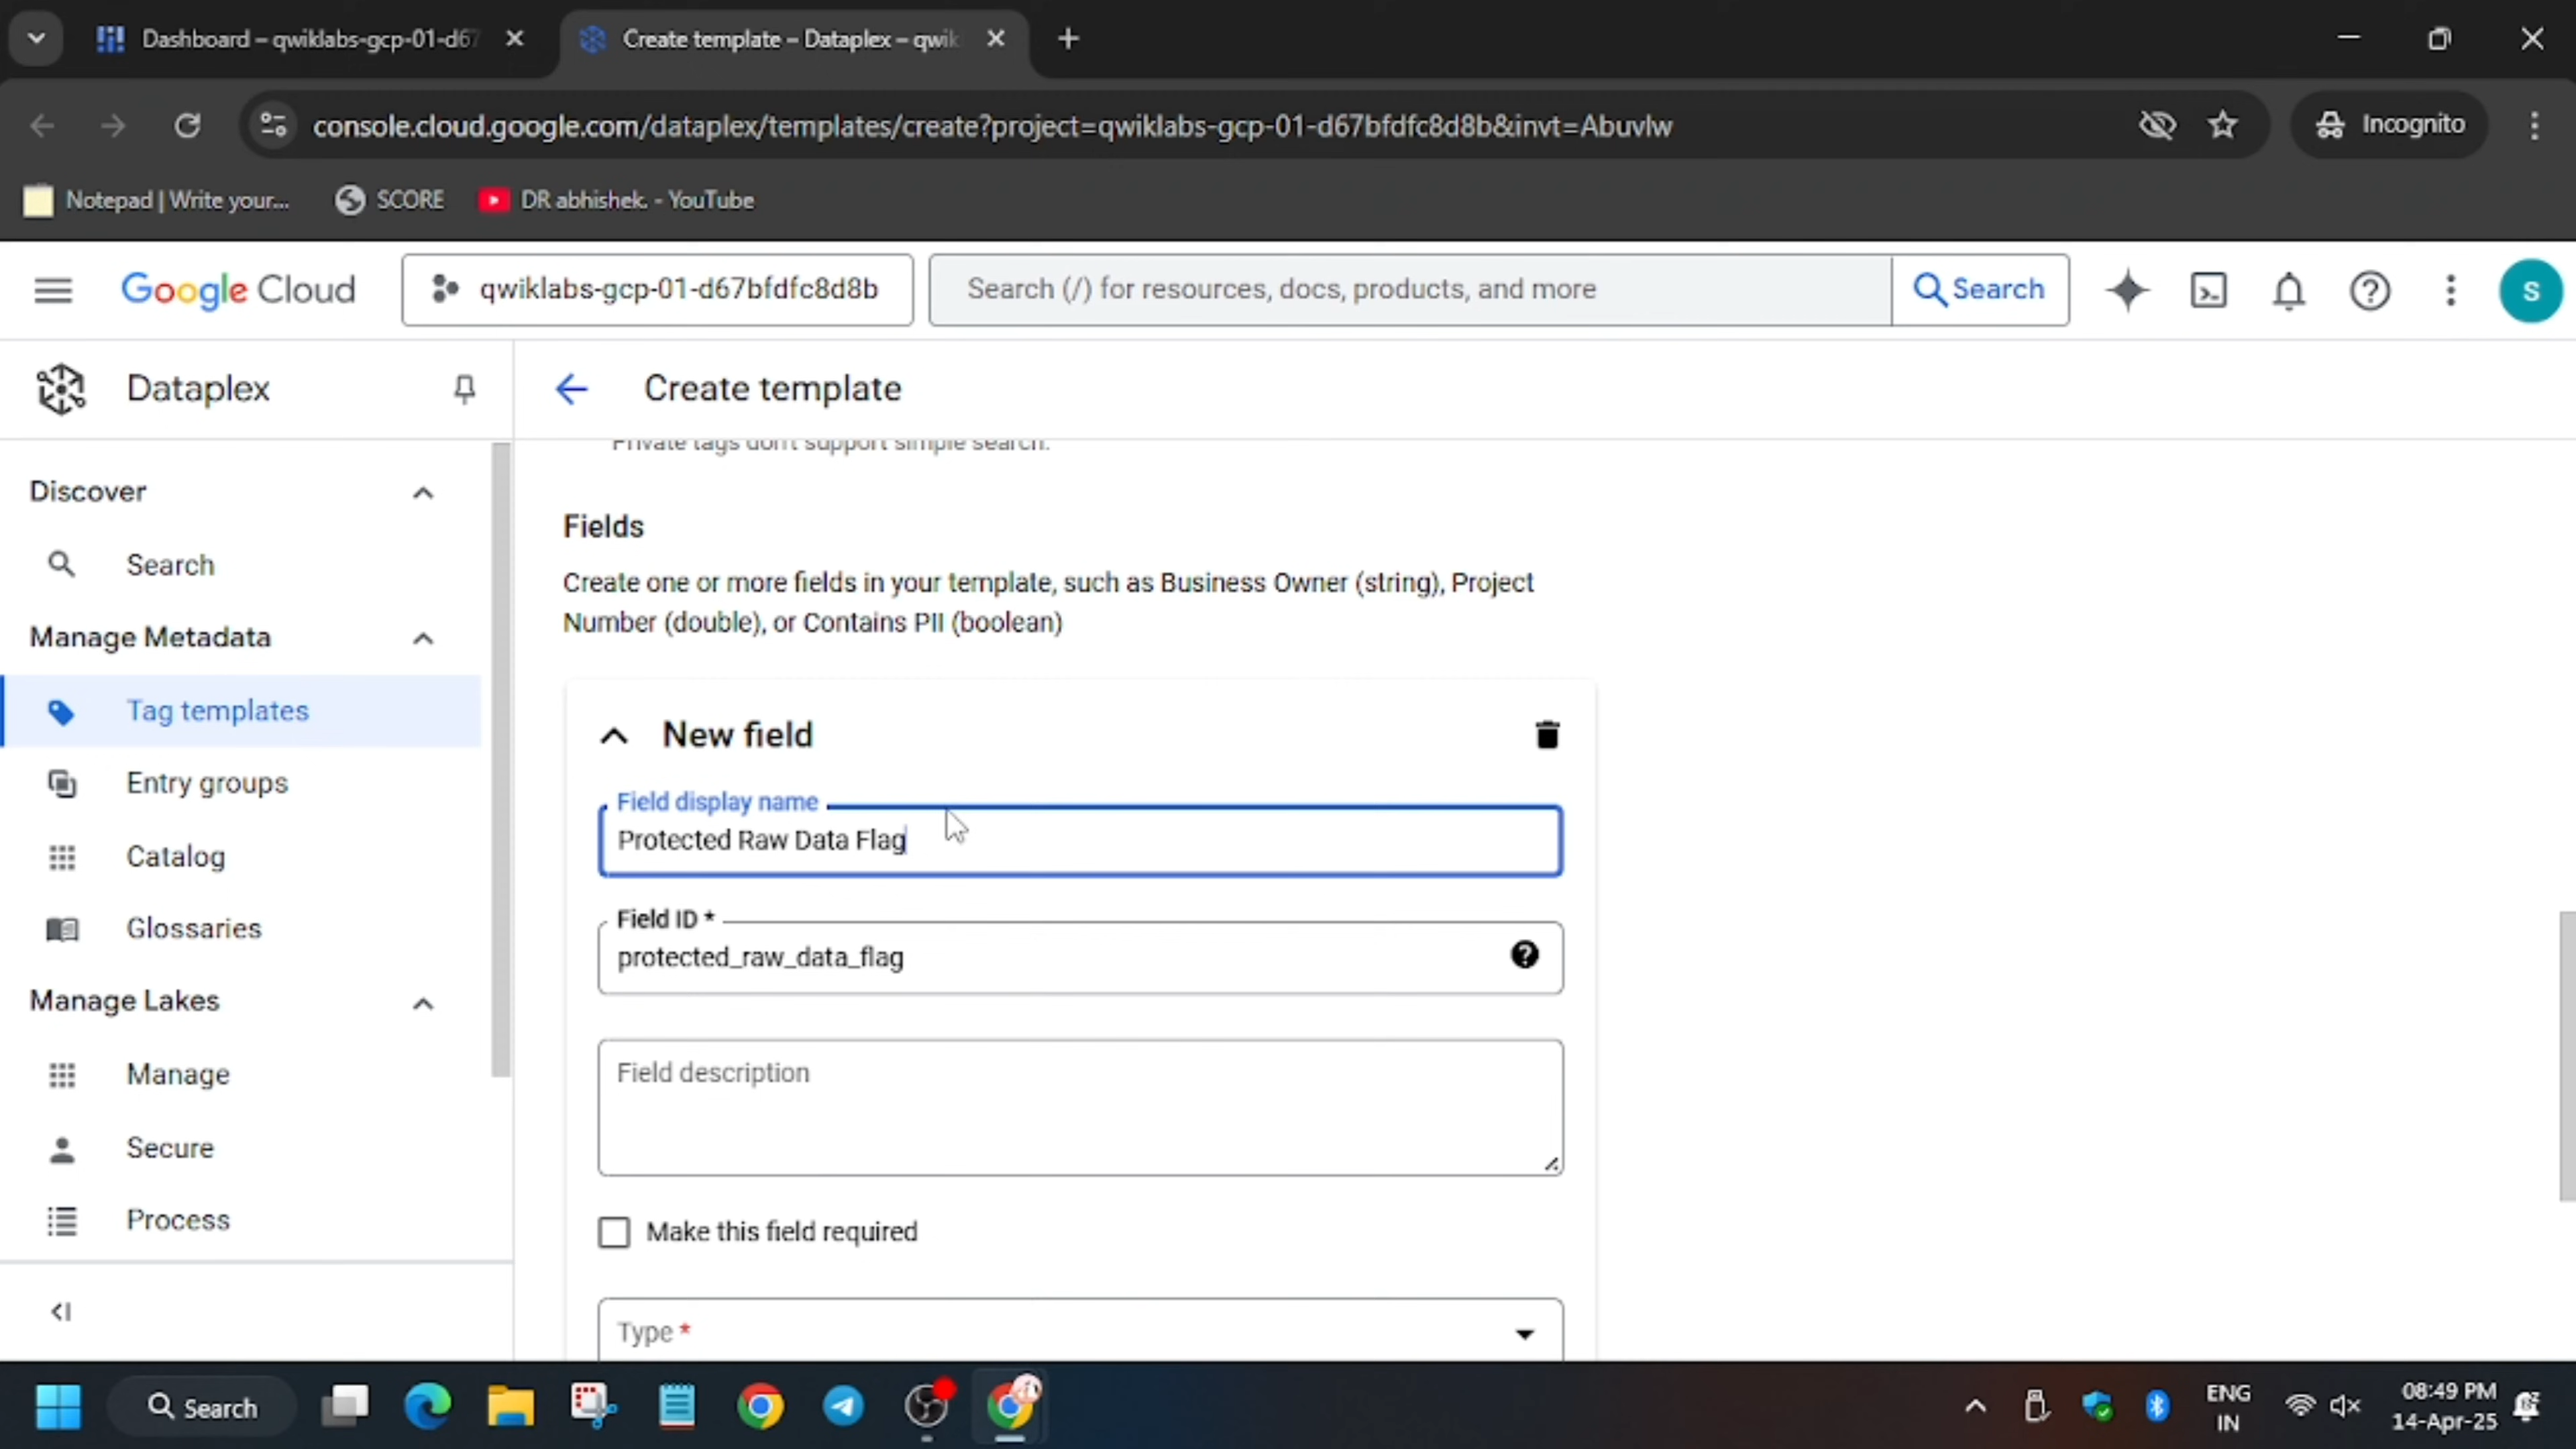 Dashboard – qwiklabs-gcp-01-d67
Create template – Dataplex – qwik
console.cloud.google.com/dataplex/templates/create?project=qwiklabs-gcp-01-d67bfdfc8d8b&invt=Abuvlw
Incognito
Notepad | Write your...
SCORE
DR abhishek. - YouTube
Google Cloud
qwiklabs-gcp-01-d67bfdfc8d8b
Search (/) for resources, docs, products, and more
Search
S
Dataplex
Create template
Private tags don't support simple search.
Discover
Search
Manage Metadata
Tag templates
Entry groups
Catalog
Glossaries
Manage Lakes
Manage
Secure
Process
Fields
Create one or more fields in your template, such as Business Owner (string), Project
Number (double), or Contains PII (boolean)
New field
Field display name
Protected Raw Data Flag
Field ID *
protected_raw_data_flag
Field description
Make this field required
Type *
Search
ENG
IN
08:49 PM
14-Apr-25